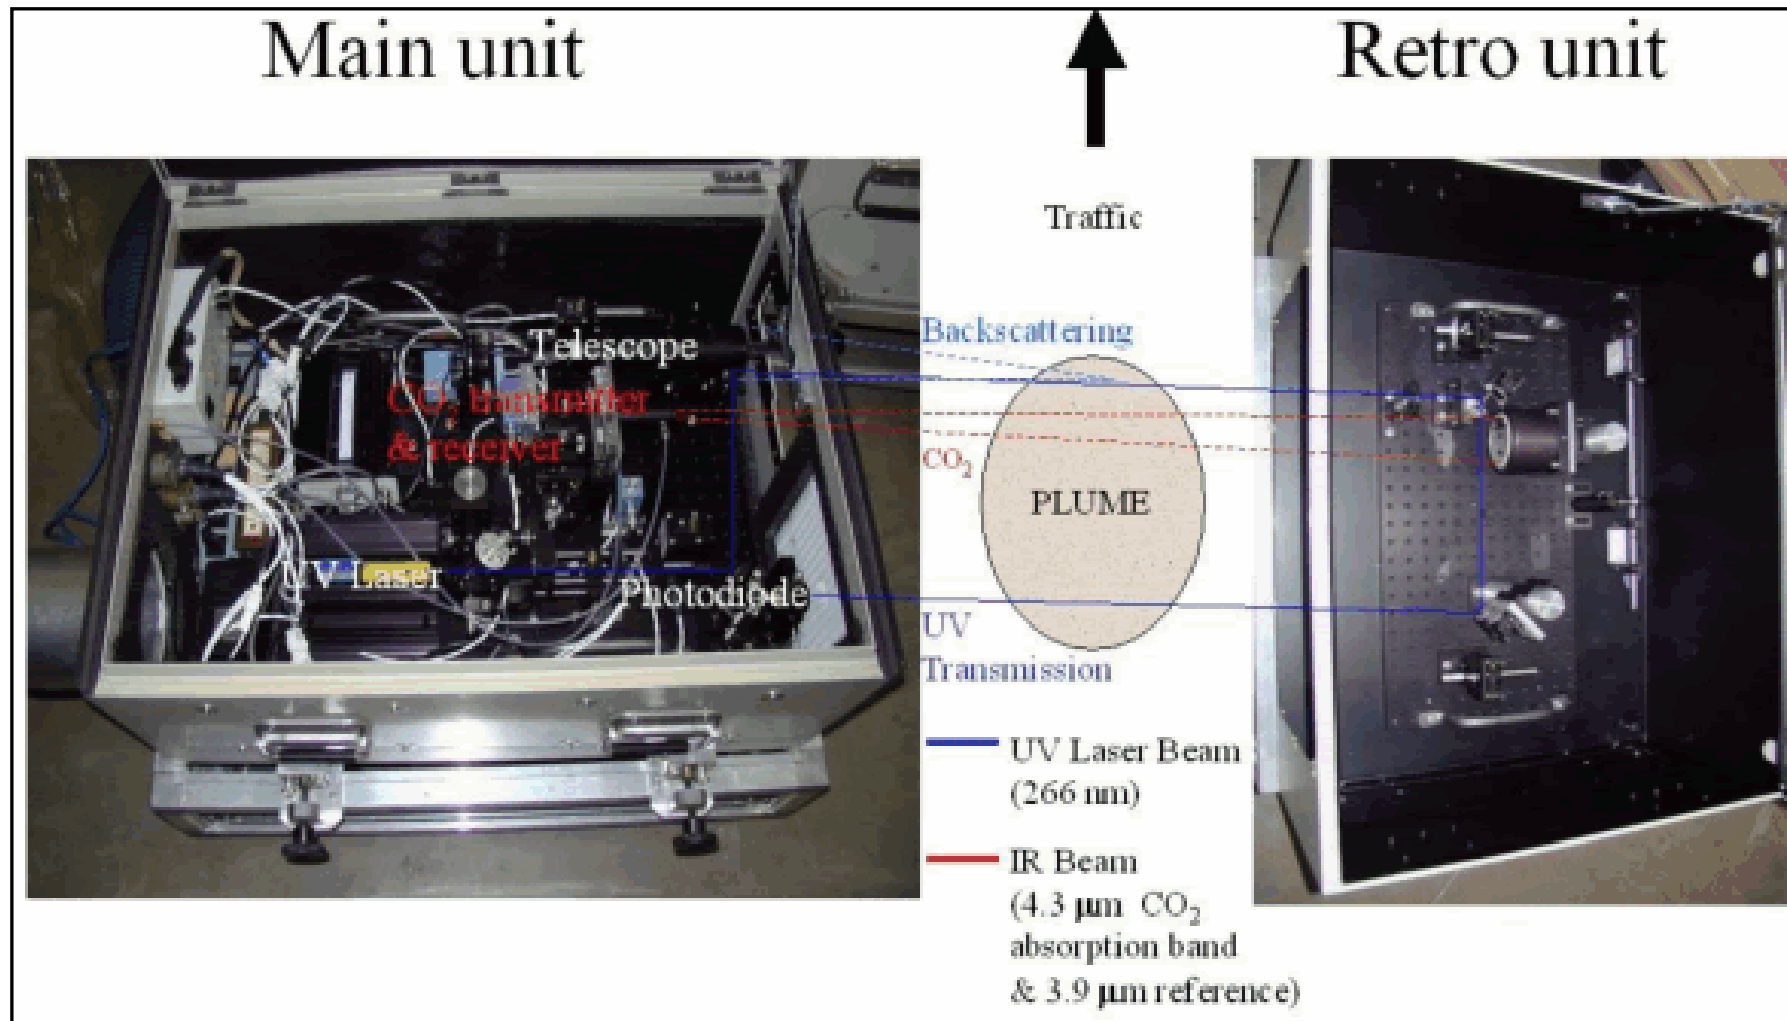 Main unit
Retro unit
Traffic
Backscattering
Telescope
CO₂ transmitter
& receiver
CO₂
PLUME
UV Laser
Photodiode
UV
Transmission
UV Laser Beam
(266 nm)
IR Beam
(4.3 μm CO₂
absorption band
& 3.9 μm reference)